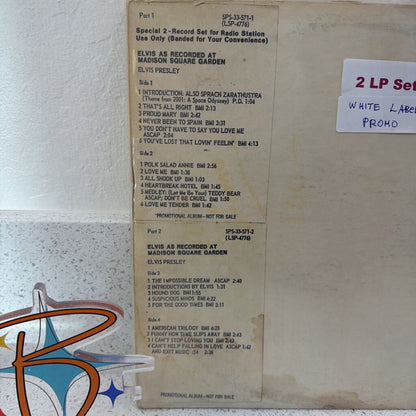 Part 1 SPS-33-571-1
(LSP-4776)
Special 2-Record Set for Radio Station
Use Only (Banded for Your Convenience)
ELVIS AS RECORDED AT
MADISON SQUARE GARDEN
ELVIS PRESLEY
Side 1
1 INTRODUCTION: ALSO SPRACH ZARATHUSTRA
(Theme from 2001: A Space Odyssey) P.D. 1:04
2 THAT'S ALL RIGHT BMI 2:13
3 PROUD MARY BMI 2:42
4 NEVER BEEN TO SPAIN BMI 3:31
5 YOU DON'T HAVE TO SAY YOU LOVE ME
ASCAP 2:04
6 YOU'VE LOST THAT LOVIN' FEELIN' BMI 4:03
Side 2
1 POLK SALAD ANNIE BMI 2:56
2 LOVE ME BMI 1:38
3 ALL SHOOK UP BMI 1:03
4 HEARTBREAK HOTEL BMI 1:45
5 MEDLEY: (Let Me Be Your) TEDDY BEAR
ASCAP; DON'T BE CRUEL BMI 1:50
6 LOVE ME TENDER BMI 1:42
PROMOTIONAL ALBUM—NOT FOR SALE
Part 2 SPS-33-571-2
(LSP-4776)
ELVIS AS RECORDED AT
MADISON SQUARE GARDEN
ELVIS PRESLEY
Side 3
1 THE IMPOSSIBLE DREAM ASCAP 2:40
2 INTRODUCTIONS BY ELVIS 1:31
3 HOUND DOG BMI 1:55
4 SUSPICIOUS MINDS BMI 4:22
5 FOR THE GOOD TIMES BMI 3:11
Side 4
1 AMERICAN TRILOGY BMI 4:29
2 FUNNY HOW TIME SLIPS AWAY BMI 2:43
3 I CAN'T STOP LOVING YOU BMI 2:43
4 CAN'T HELP FALLING IN LOVE ASCAP 1:42
AND EXIT MUSIC :54 2:36
PROMOTIONAL ALBUM—NOT FOR SALE
2 LP Set
WHITE LABEL
PROMO
B